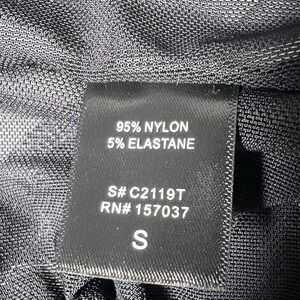 95% NYLON
5% ELASTANE
S# C2119T
RN# 157037
S